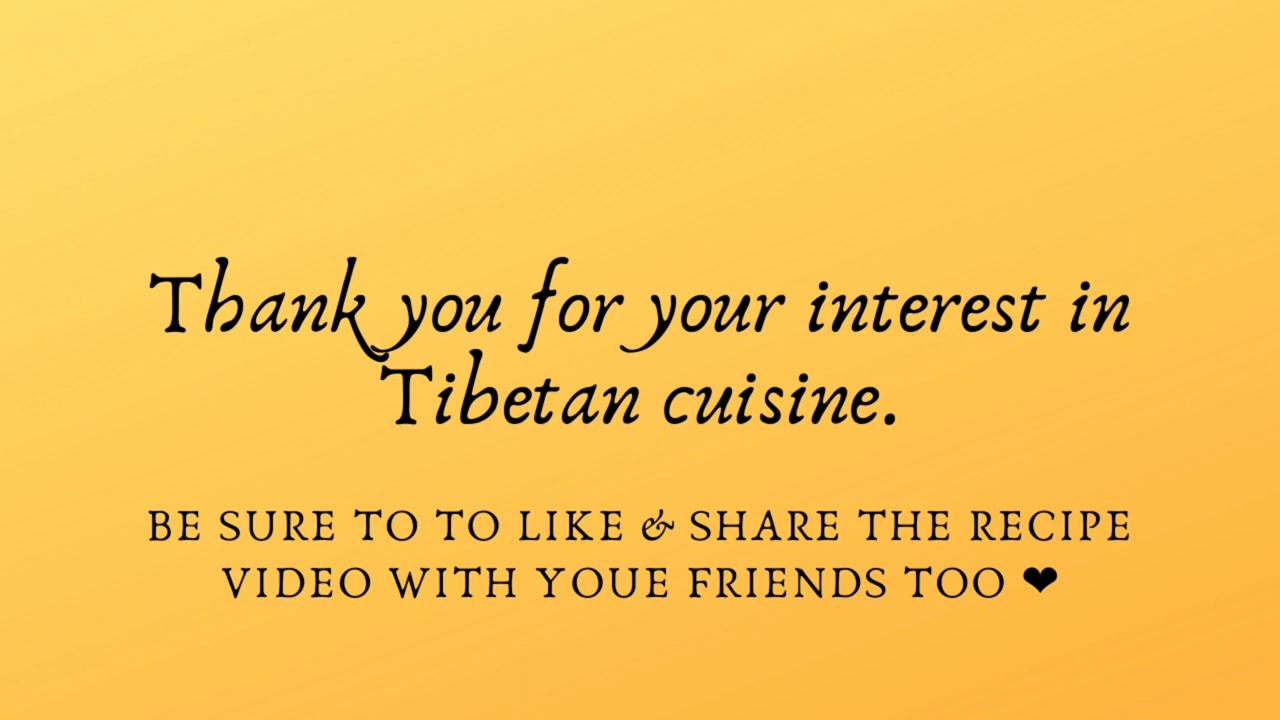 Thank you for your interest in
Tibetan cuisine.
BE SURE TO TO LIKE & SHARE THE RECIPE
VIDEO WITH YOUE FRIENDS TOO ❤